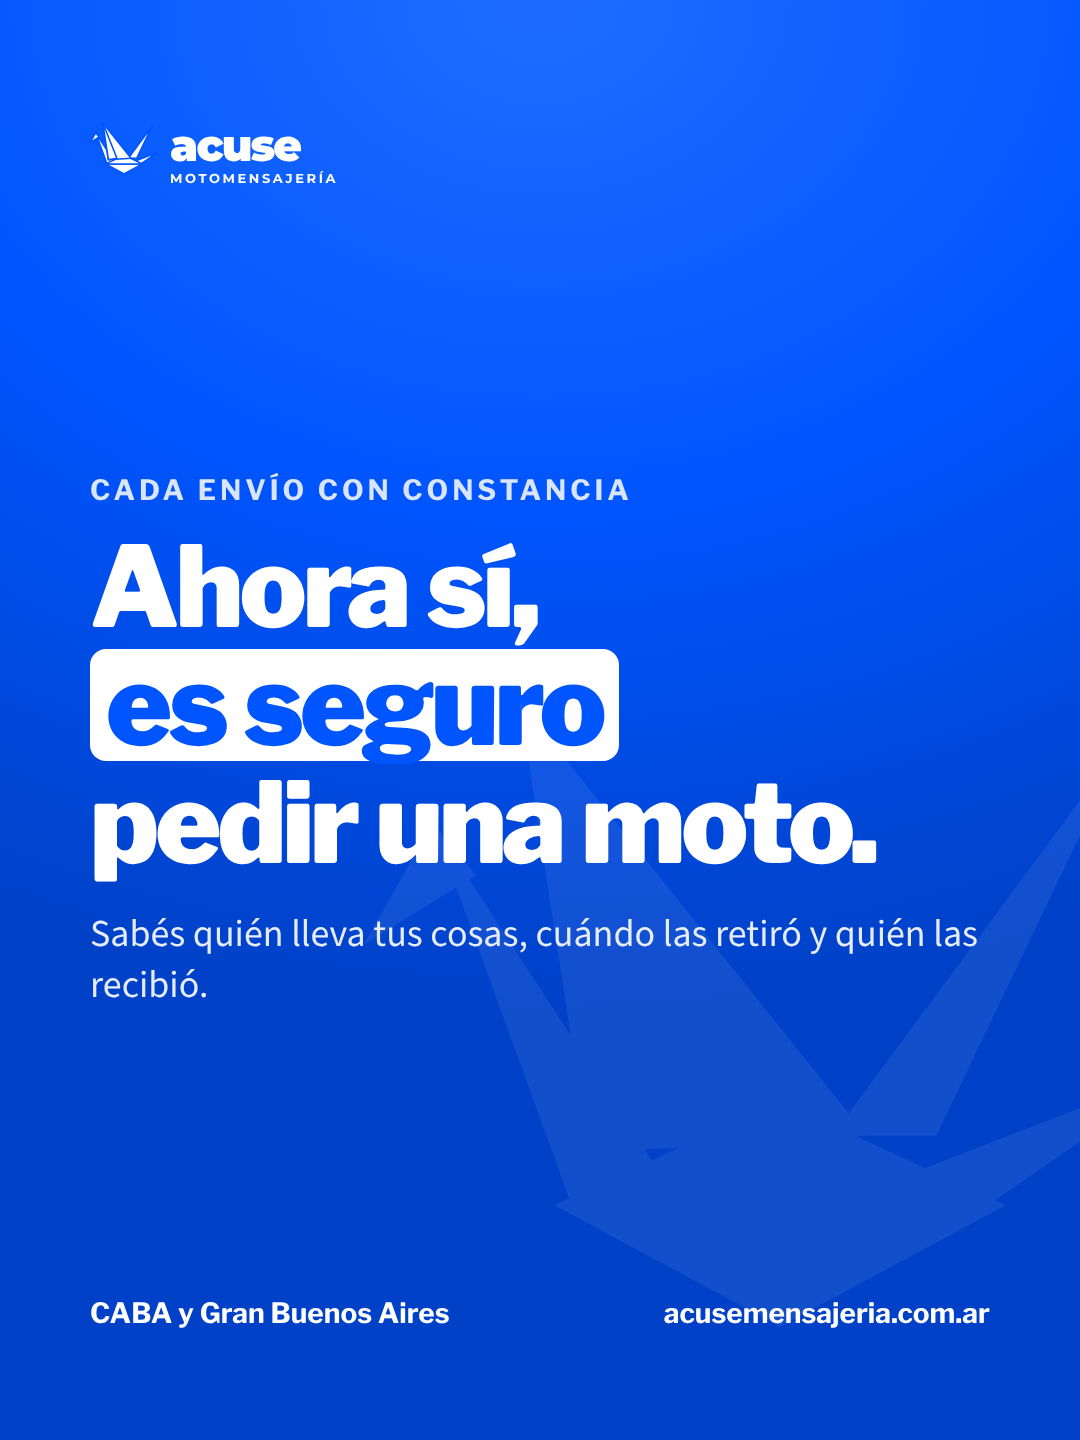 acuse
MOTOMENSAJERÍA
CADA ENVÍO CON CONSTANCIA
Ahora sí,
es seguro
pedir una moto.
Sabés quién lleva tus cosas, cuándo las retiró y quién las
recibió.
CABA y Gran Buenos Aires
acusemensajeria.com.ar